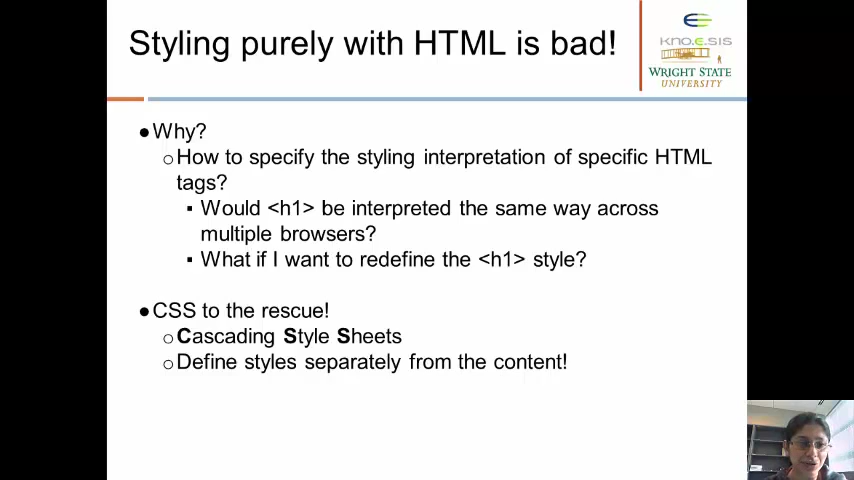 Styling purely with HTML is bad!
KNO.E.SIS
WRIGHT STATE
UNIVERSITY
●Why?
○How to specify the styling interpretation of specific HTML
tags?
▪ Would <h1> be interpreted the same way across
multiple browsers?
▪ What if I want to redefine the <h1> style?
●CSS to the rescue!
○Cascading Style Sheets
○Define styles separately from the content!